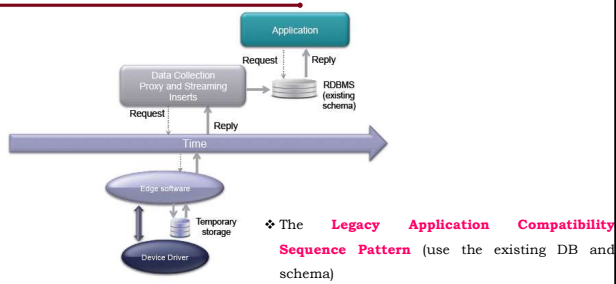 Application
Request
Reply
Data Collection
Proxy and Streaming
Inserts
RDBMS
(existing
schema)
Request
Reply
Time
Edge software
Temporary
storage
Device Driver
❖ The Legacy Application Compatibility
Sequence Pattern (use the existing DB and
schema)